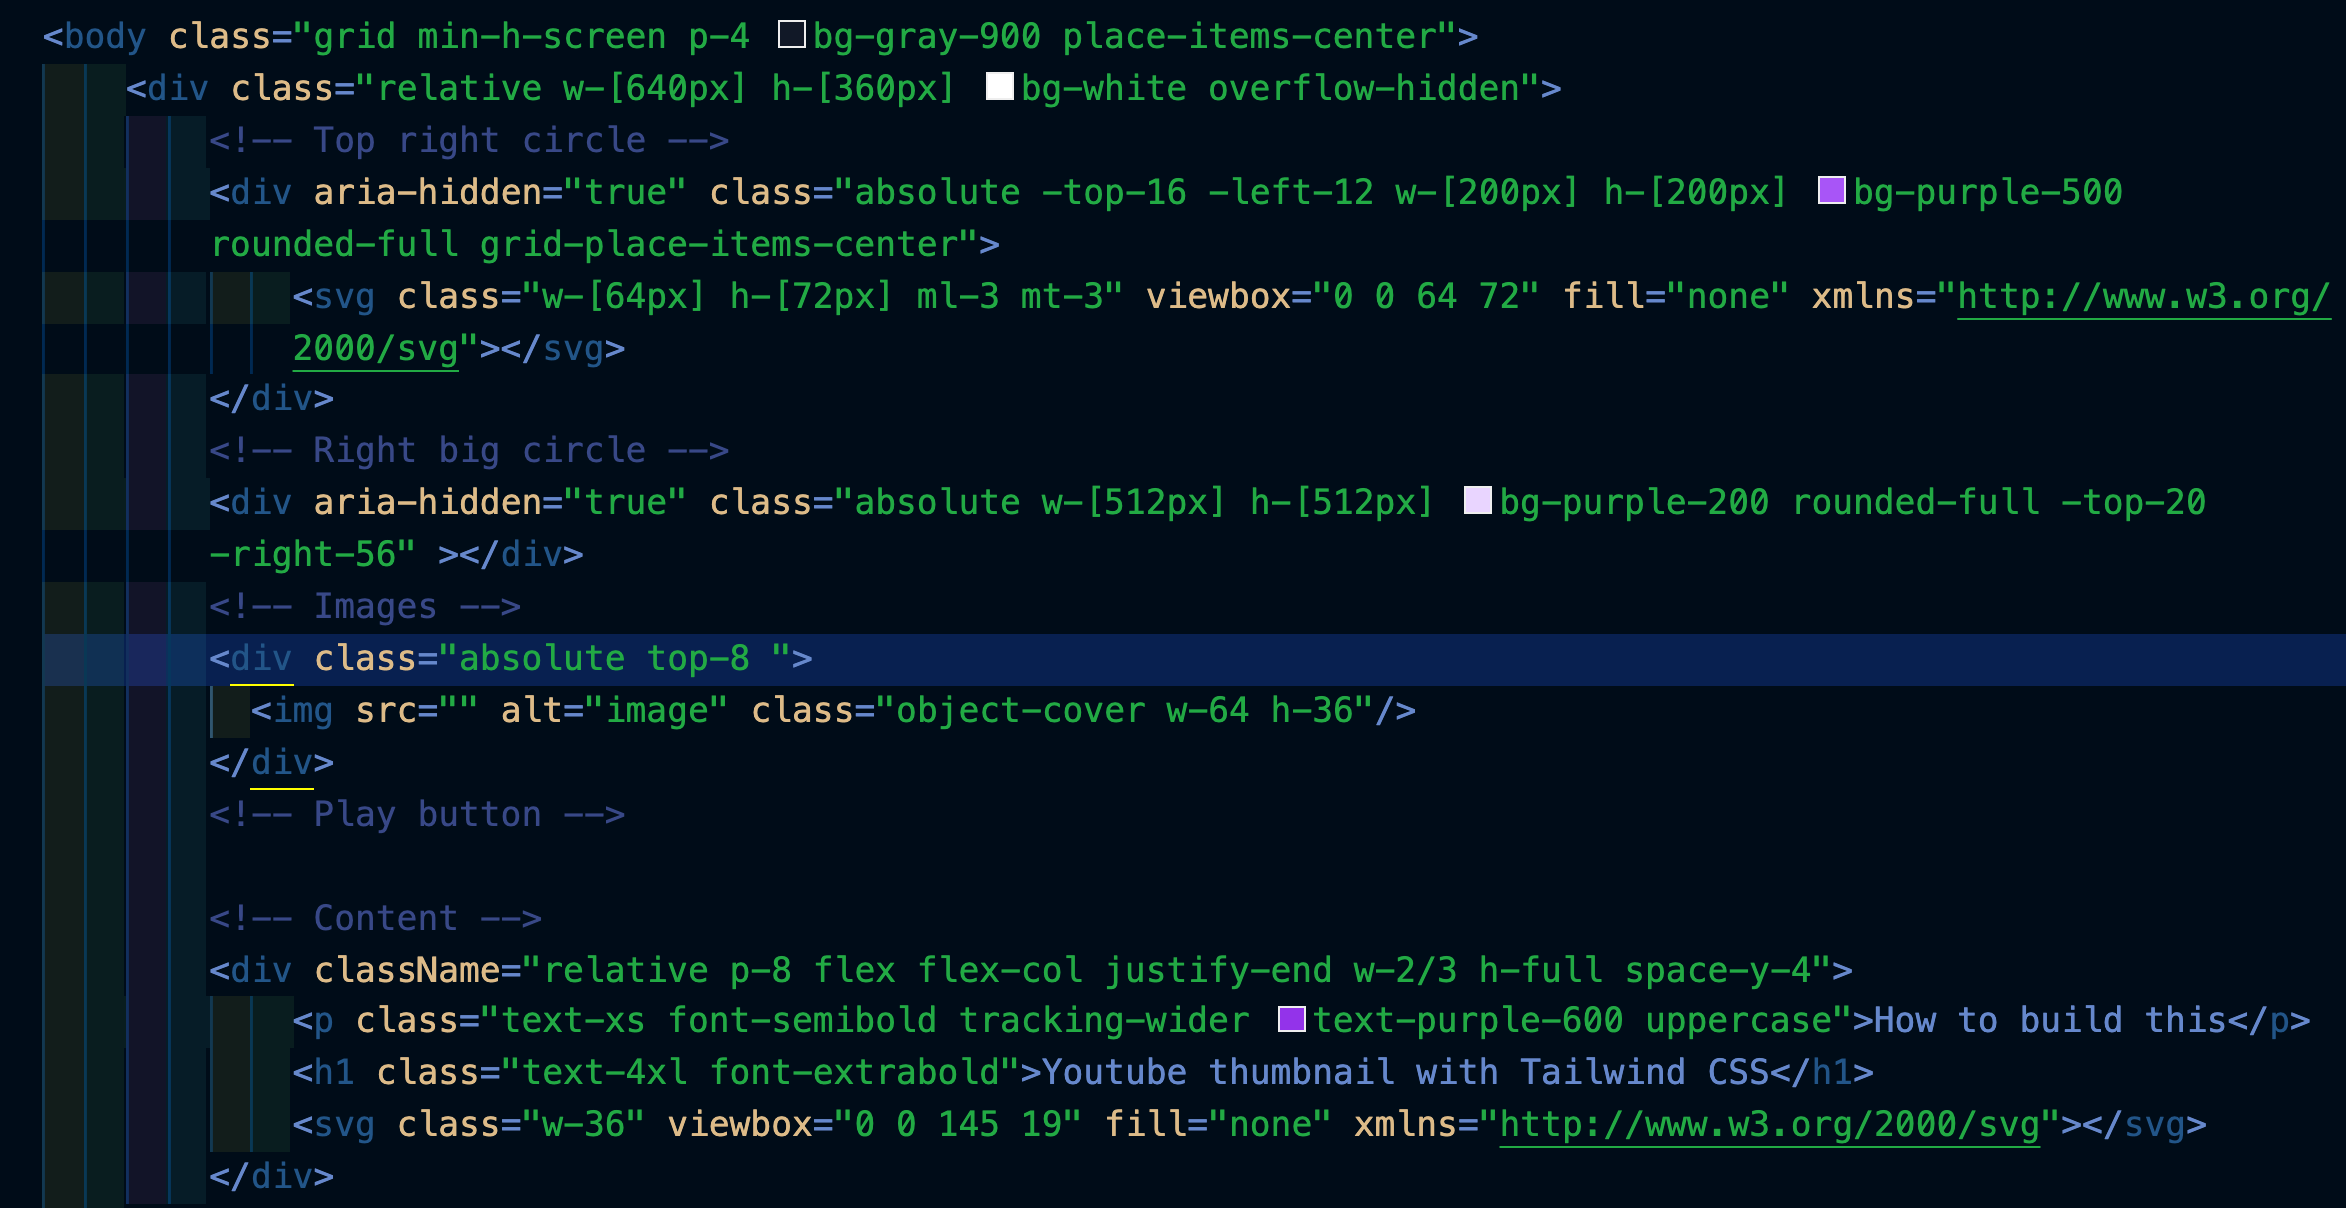 <body class="grid min-h-screen p-4 bg-gray-900 place-items-center">
<div class="relative w-[640px] h-[360px] bg-white overflow-hidden">
<!-- Top right circle -->
<div aria-hidden="true" class="absolute -top-16 -left-12 w-[200px] h-[200px] bg-purple-500
rounded-full grid-place-items-center">
<svg class="w-[64px] h-[72px] ml-3 mt-3" viewbox="0 0 64 72" fill="none" xmlns="http://www.w3.org/
2000/svg"></svg>
</div>
<!-- Right big circle -->
<div aria-hidden="true" class="absolute w-[512px] h-[512px] bg-purple-200 rounded-full -top-20
-right-56" ></div>
<!-- Images -->
<div class="absolute top-8 ">
<img src="" alt="image" class="object-cover w-64 h-36"/>
</div>
<!-- Play button -->
<!-- Content -->
<div className="relative p-8 flex flex-col justify-end w-2/3 h-full space-y-4">
<p class="text-xs font-semibold tracking-wider text-purple-600 uppercase">How to build this</p>
<h1 class="text-4xl font-extrabold">Youtube thumbnail with Tailwind CSS</h1>
<svg class="w-36" viewbox="0 0 145 19" fill="none" xmlns="http://www.w3.org/2000/svg"></svg>
</div>